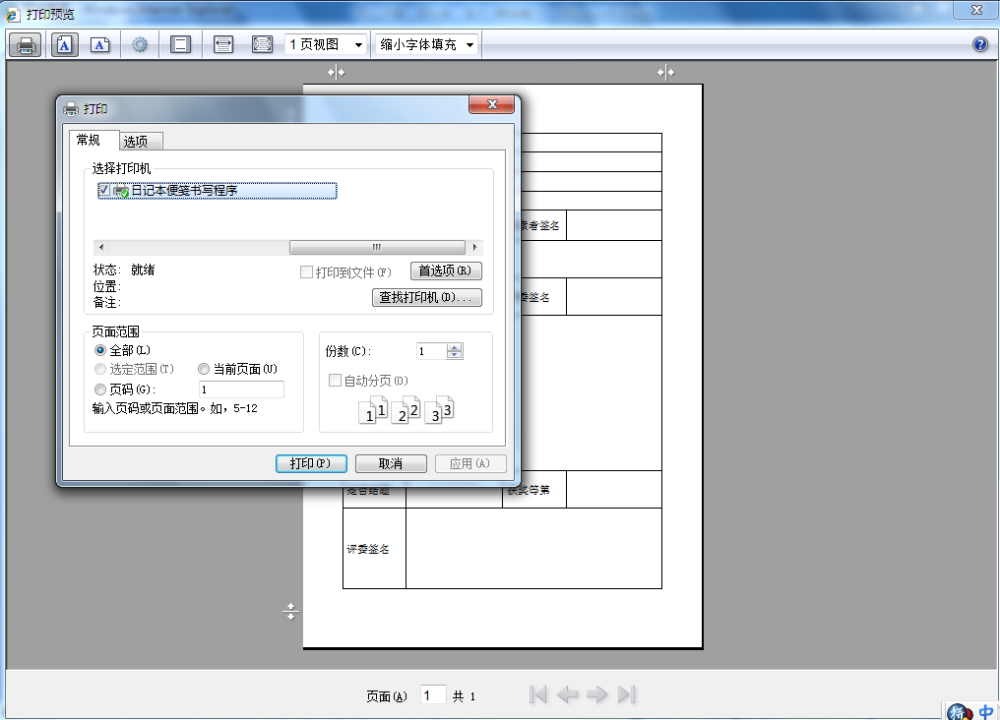 打印预览
1 页视图
缩小字体填充
打印
常规
选项
选择打印机
日记本便笺书写程序
状态: 就绪
打印到文件(F)
首选项(R)
位置:
查找打印机(D)...
备注:
页面范围
全部(L)
选定范围(T)
当前页面(U)
页码(G):
1
输入页码或页面范围。如，5-12
份数(C):
1
自动分页(O)
1 1 2 2 3 3
打印(P)
取消
应用(A)
者签名
委签名
是否结题
获奖等第
评委签名
页面(A)
1
共 1
中